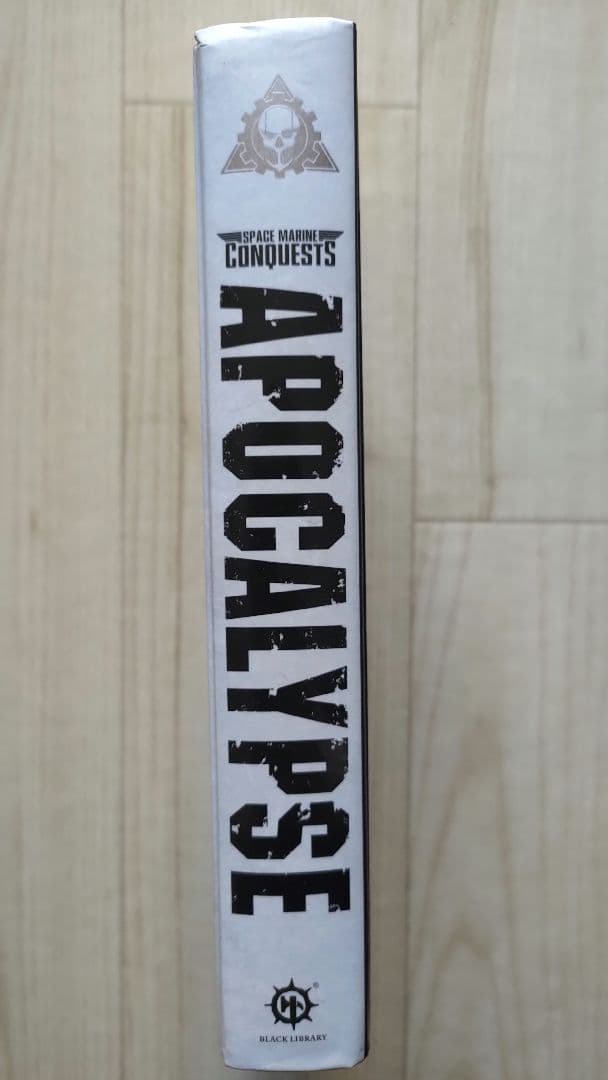 SPACE MARINE
CONQUESTS
APOCALYPSE
®
BLACK LIBRARY